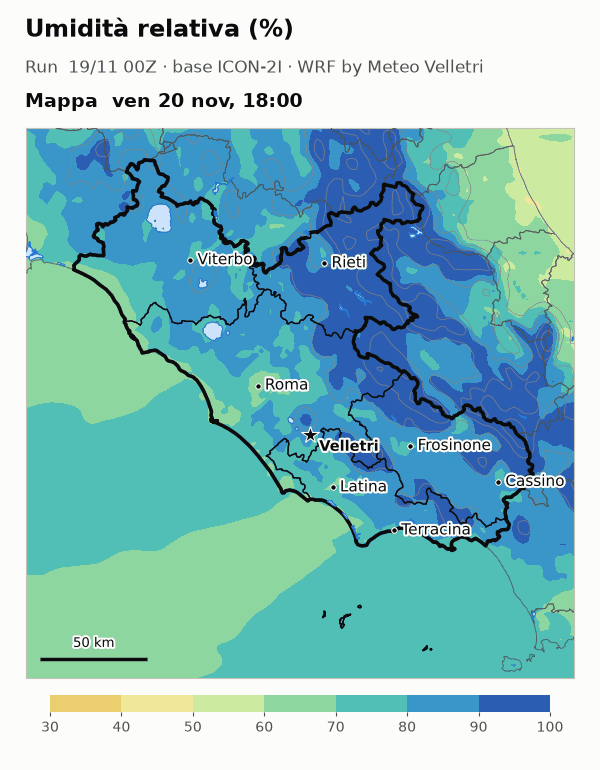 Umidità relativa (%)
Run  19/11 00Z · base ICON-2I · WRF by Meteo Velletri
Mappa  ven 20 nov, 18:00
Viterbo
Rieti
Roma
Velletri
Frosinone
Cassino
Latina
Terracina
50 km
30 40 50 60 70 80 90 100